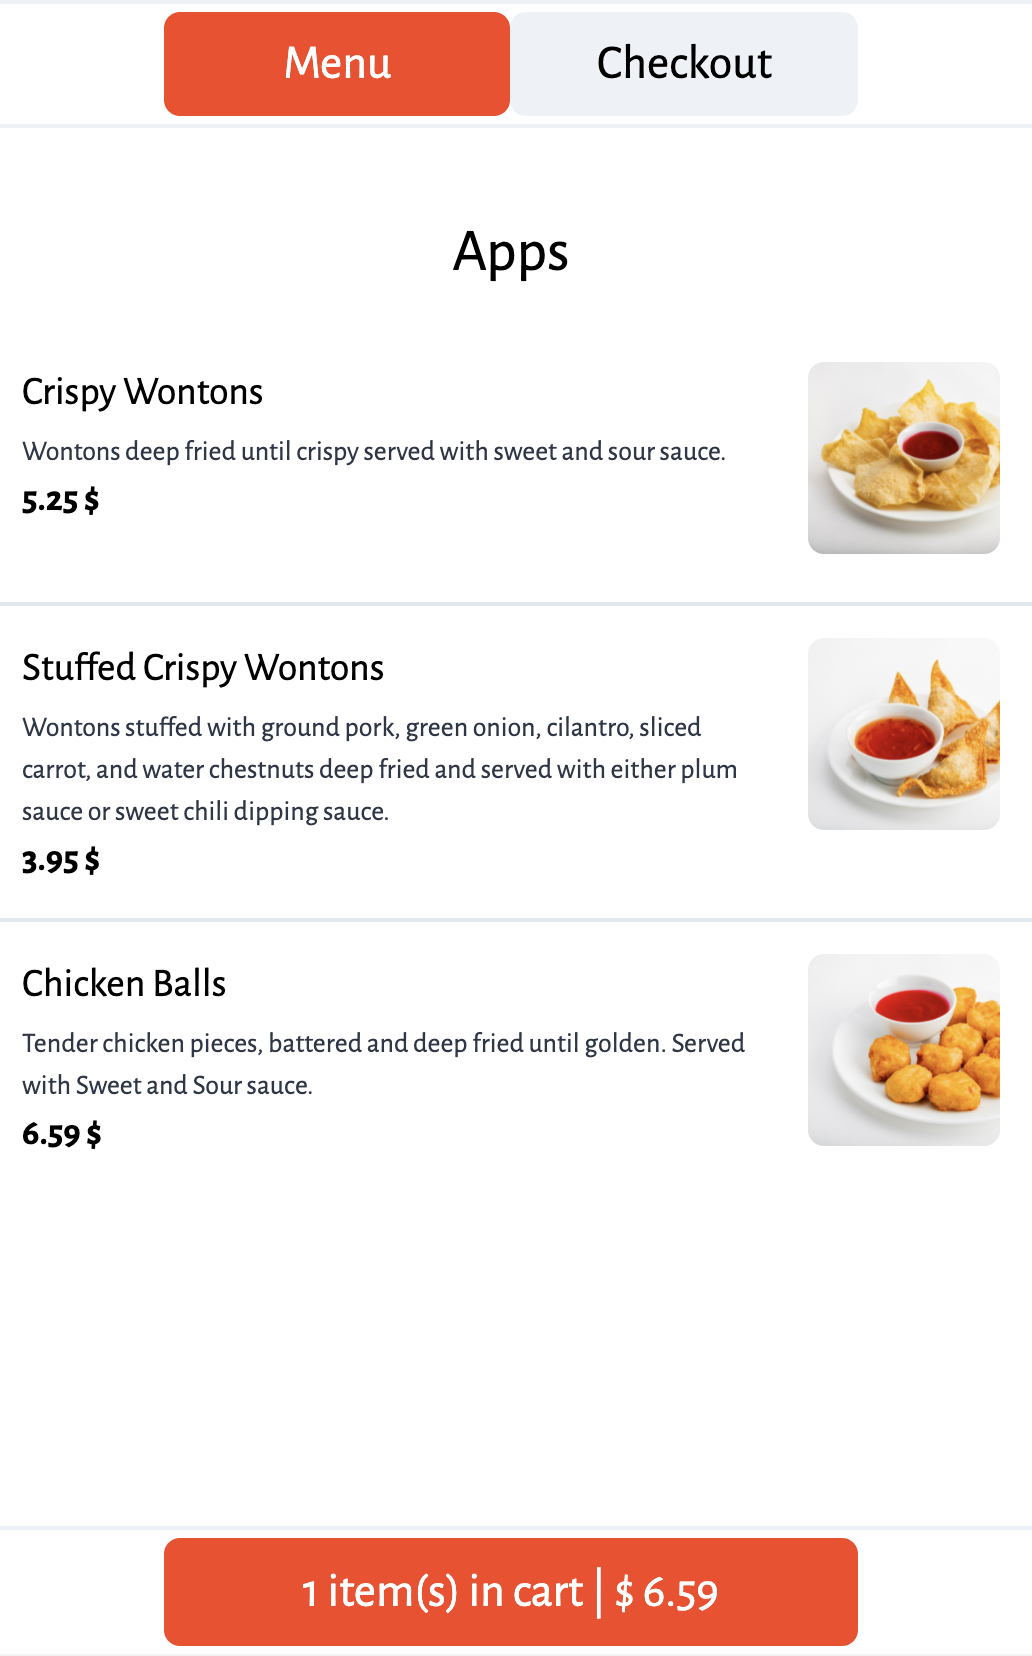 Menu
Checkout
Apps
Crispy Wontons
Wontons deep fried until crispy served with sweet and sour sauce.
5.25 $
Stuffed Crispy Wontons
Wontons stuffed with ground pork, green onion, cilantro, sliced
carrot, and water chestnuts deep fried and served with either plum
sauce or sweet chili dipping sauce.
3.95 $
Chicken Balls
Tender chicken pieces, battered and deep fried until golden. Served
with Sweet and Sour sauce.
6.59 $
1 item(s) in cart | $ 6.59